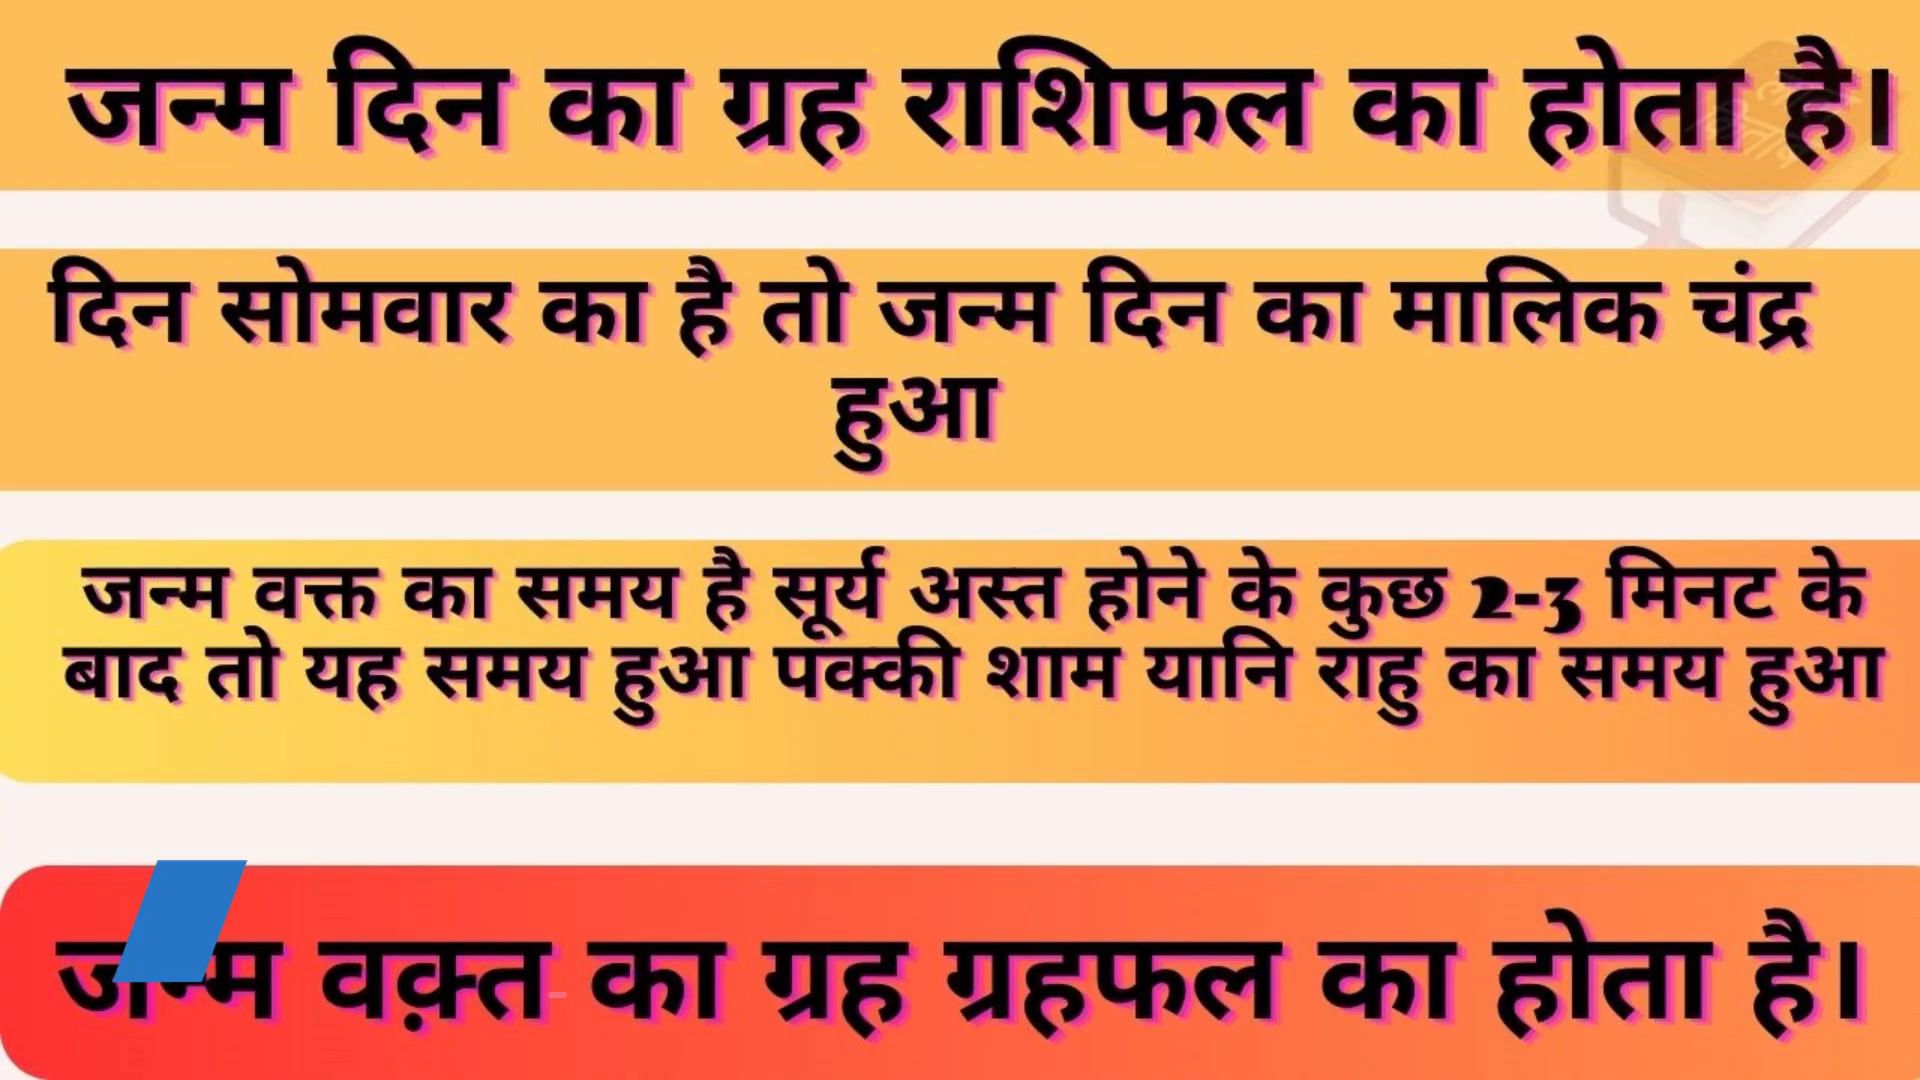 जन्म दिन का ग्रह राशिफल का होता है।
दिन सोमवार का है तो जन्म दिन का मालिक चंद्र
हुआ
जन्म वक्त का समय है सूर्य अस्त होने के कुछ 2-3 मिनट के
बाद तो यह समय हुआ पक्की शाम यानि राहु का समय हुआ
जन्म वक़्त का ग्रह ग्रहफल का होता है।